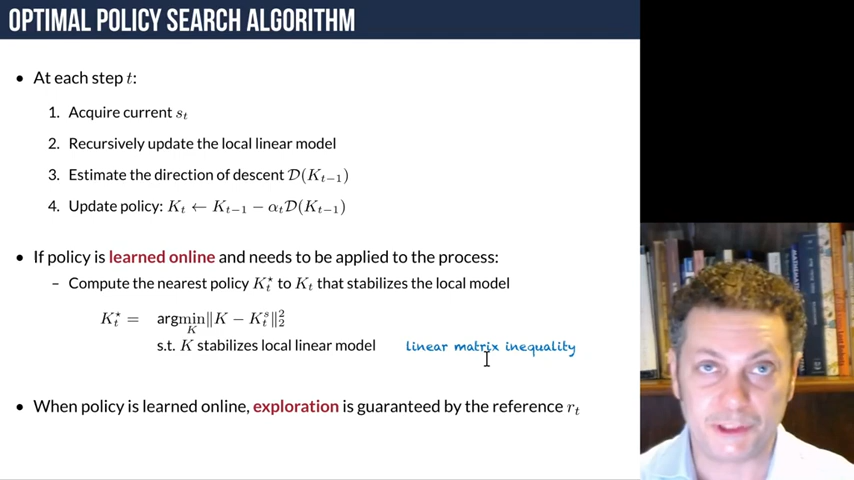 OPTIMAL POLICY SEARCH ALGORITHM
• At each step t:
1. Acquire current s_t
2. Recursively update the local linear model
3. Estimate the direction of descent 𝒟(K_{t−1})
4. Update policy: K_t ← K_{t−1} − α_t𝒟(K_{t−1})
• If policy is learned online and needs to be applied to the process:
– Compute the nearest policy K_t^⋆ to K_t that stabilizes the local model
K_t^⋆ = argmin_K ‖K − K_t^s‖_2^2
s.t. K stabilizes local linear model linear matrix inequality
• When policy is learned online, exploration is guaranteed by the reference r_t